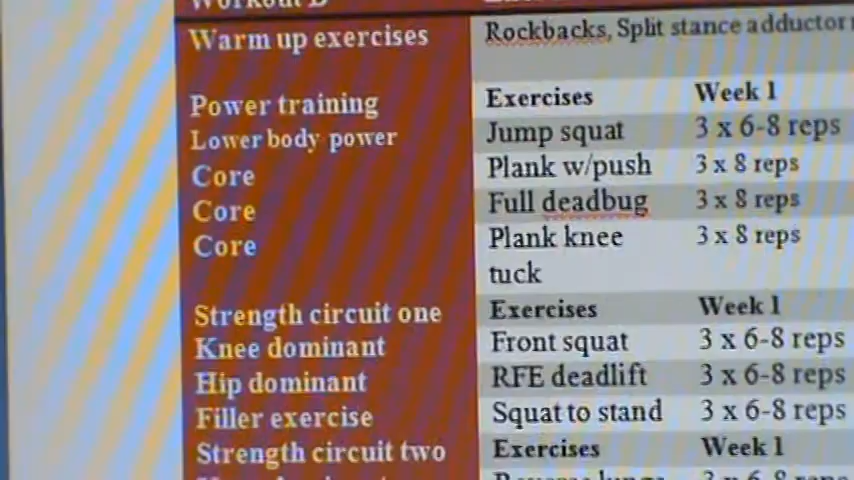 Workout B
Warm up exercises Rockbacks, Split stance adductor
Power training Exercises Week 1
Lower body power Jump squat 3 x 6-8 reps
Core Plank w/push 3 x 8 reps
Core Full deadbug 3 x 8 reps
Core Plank knee tuck 3 x 8 reps
Strength circuit one Exercises Week 1
Knee dominant Front squat 3 x 6-8 reps
Hip dominant RFE deadlift 3 x 6-8 reps
Filler exercise Squat to stand 3 x 6-8 reps
Strength circuit two Exercises Week 1